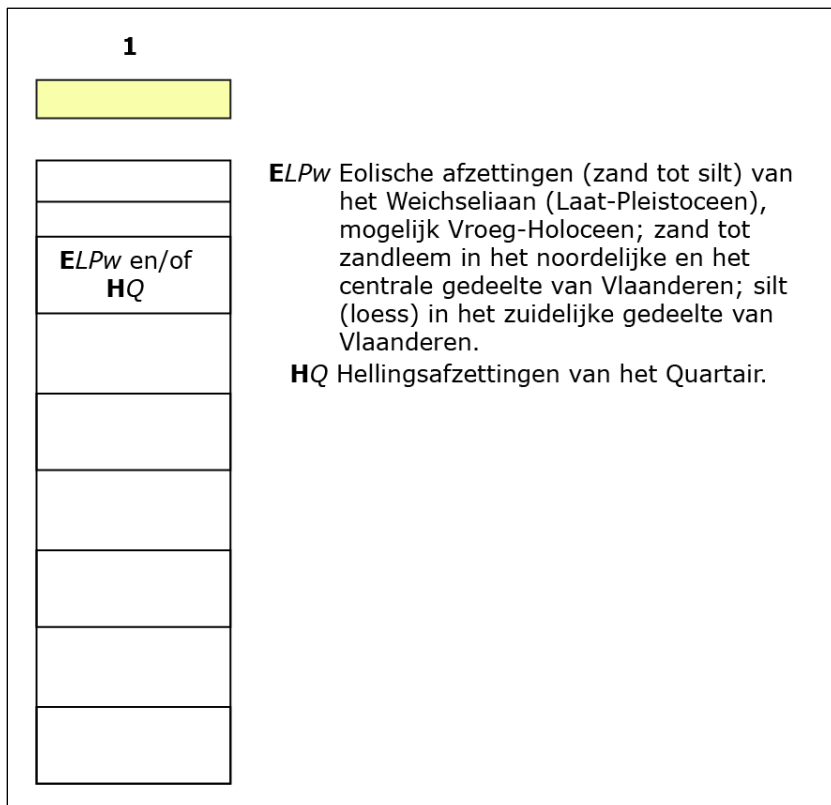 1
ELPw en/of
HQ
ELPw Eolische afzettingen (zand tot silt) van
het Weichseliaan (Laat-Pleistoceen),
mogelijk Vroeg-Holoceen; zand tot
zandleem in het noordelijke en het
centrale gedeelte van Vlaanderen; silt
(loess) in het zuidelijke gedeelte van
Vlaanderen.
HQ Hellingsafzettingen van het Quartair.